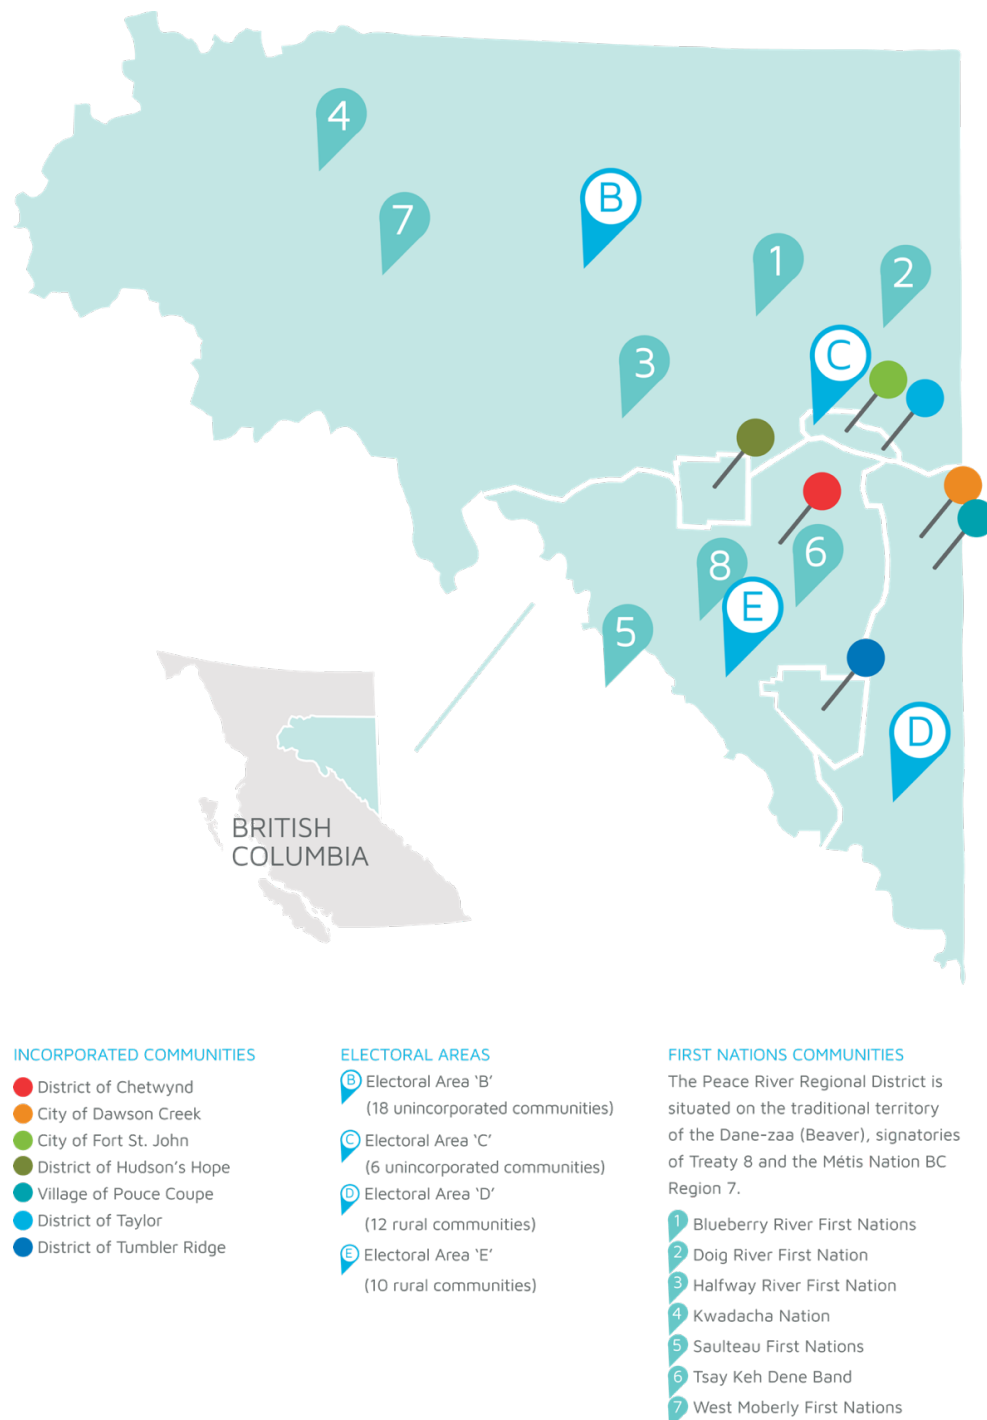 4
B
7
1
2
C
3
6
8
E
5
D
BRITISH
COLUMBIA
INCORPORATED COMMUNITIES
District of Chetwynd
City of Dawson Creek
City of Fort St. John
District of Hudson's Hope
Village of Pouce Coupe
District of Taylor
District of Tumbler Ridge
ELECTORAL AREAS
B Electoral Area ‘B’
(18 unincorporated communities)
C Electoral Area ‘C’
(6 unincorporated communities)
D Electoral Area ‘D’
(12 rural communities)
E Electoral Area ‘E’
(10 rural communities)
FIRST NATIONS COMMUNITIES
The Peace River Regional District is
situated on the traditional territory
of the Dane-zaa (Beaver), signatories
of Treaty 8 and the Métis Nation BC
Region 7.
1 Blueberry River First Nations
2 Doig River First Nation
3 Halfway River First Nation
4 Kwadacha Nation
5 Saulteau First Nations
6 Tsay Keh Dene Band
7 West Moberly First Nations